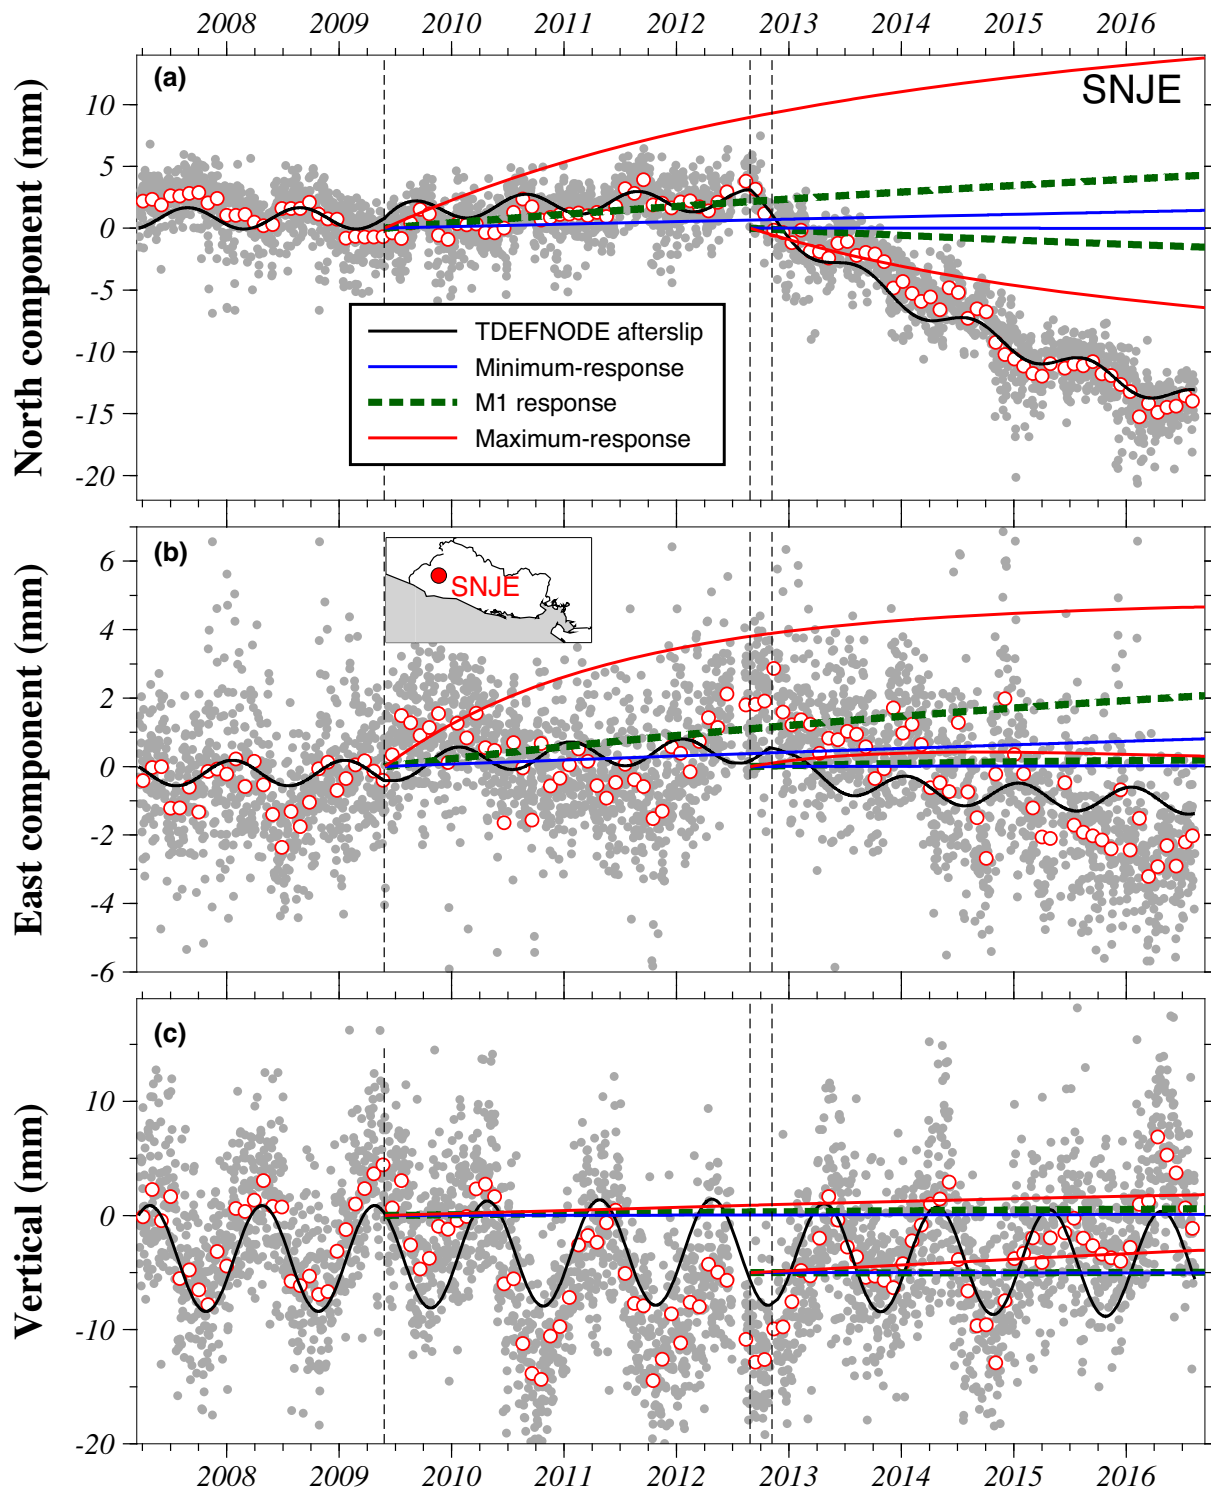 2008 2009 2010 2011 2012 2013 2014 2015 2016
(a)
SNJE
North component (mm)
10
5
0
-5
-10
-15
-20
TDEFNODE afterslip
Minimum-response
M1 response
Maximum-response
(b)
SNJE
East component (mm)
6
4
2
0
-2
-4
-6
(c)
Vertical (mm)
10
0
-10
-20
2008 2009 2010 2011 2012 2013 2014 2015 2016